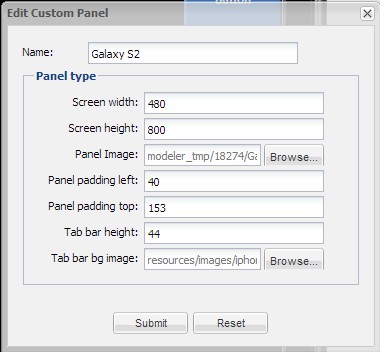 Edit Custom Panel
Name: Galaxy S2
Panel type
Screen width: 480
Screen height: 800
Panel Image: modeler_tmp/18274/Ga Browse...
Panel padding left: 40
Panel padding top: 153
Tab bar height: 44
Tab bar bg image: resources/images/iphon Browse...
Submit Reset